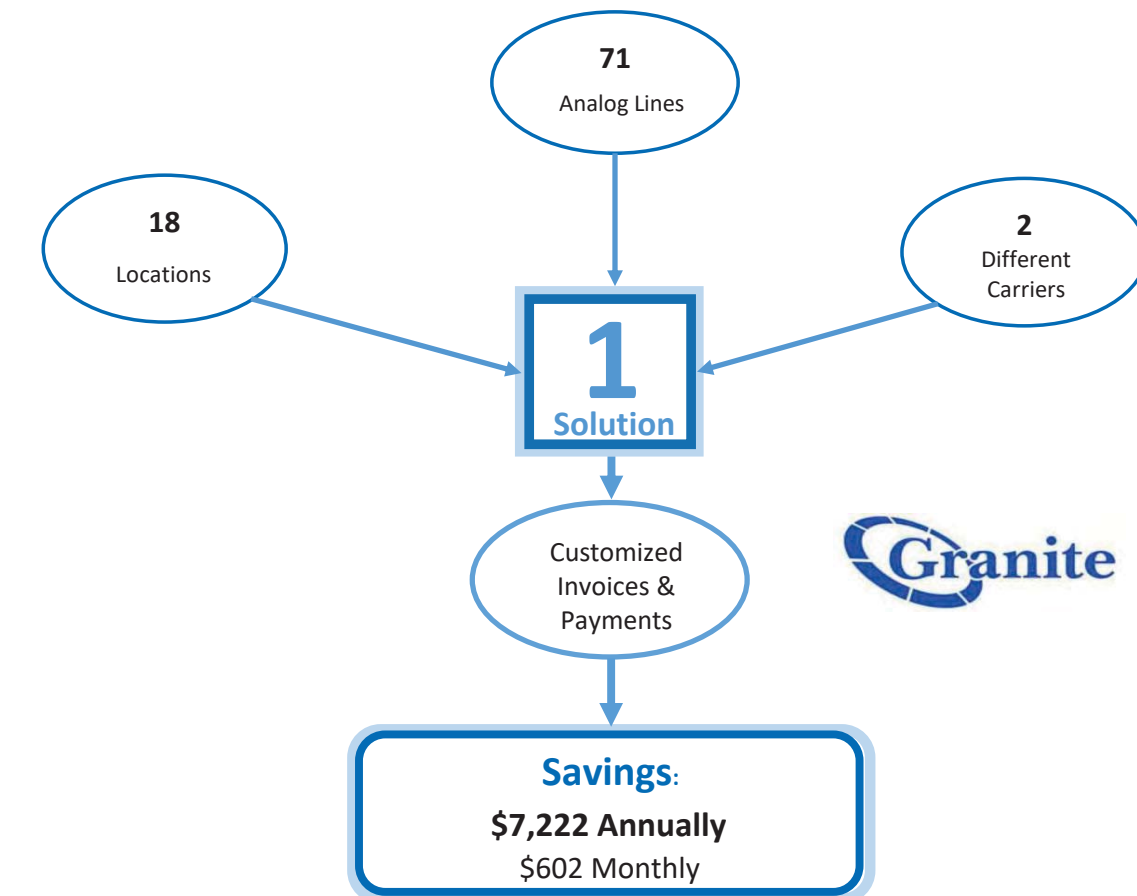 71
Analog Lines
18
Locations
2
Different
Carriers
1
Solution
Customized
Invoices &
Payments
Granite
Savings:
$7,222 Annually
$602 Monthly